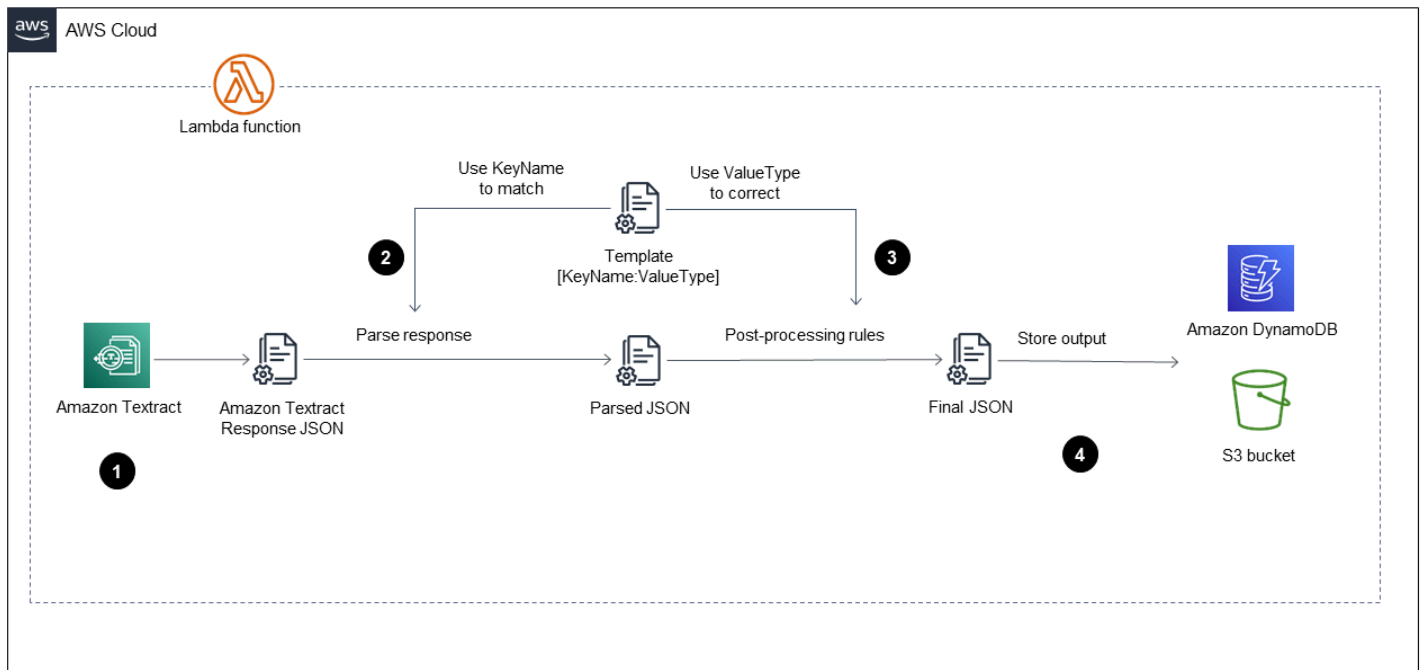 aws
AWS Cloud
Lambda function
Use KeyName
to match
Use ValueType
to correct
2
Template
[KeyName:ValueType]
3
Amazon DynamoDB
Parse response
Post-processing rules
Store output
Amazon Textract
Amazon Textract
Response JSON
Parsed JSON
Final JSON
S3 bucket
1
4